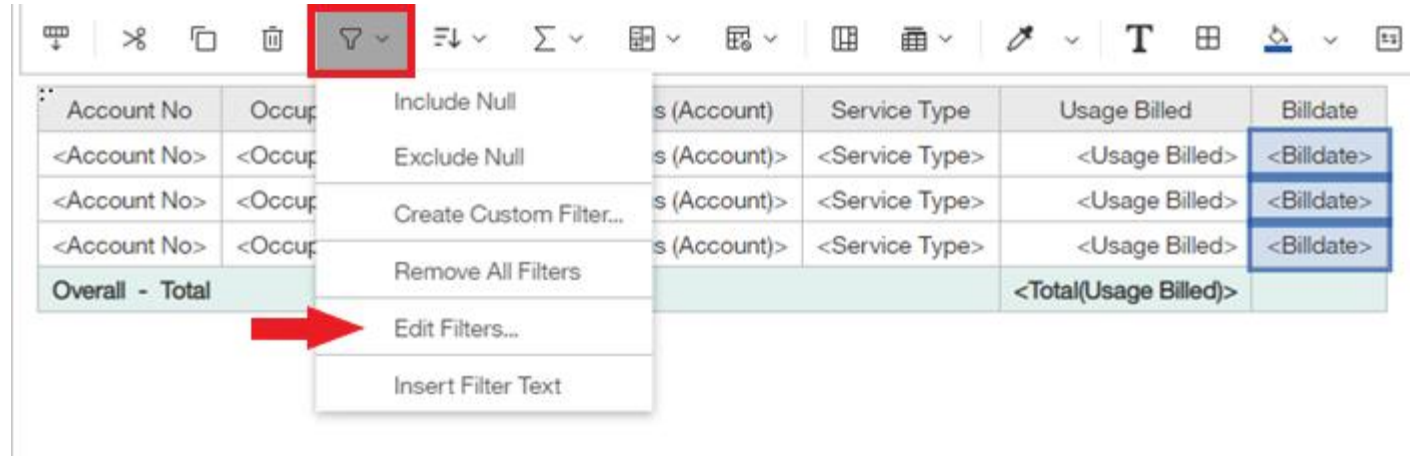 T
Account No Occup s (Account) Service Type Usage Billed Billdate
<Account No> <Occup s (Account)> <Service Type> <Usage Billed> <Billdate>
<Account No> <Occup s (Account)> <Service Type> <Usage Billed> <Billdate>
<Account No> <Occup s (Account)> <Service Type> <Usage Billed> <Billdate>
Overall - Total <Total(Usage Billed)>
Include Null
Exclude Null
Create Custom Filter...
Remove All Filters
Edit Filters...
Insert Filter Text